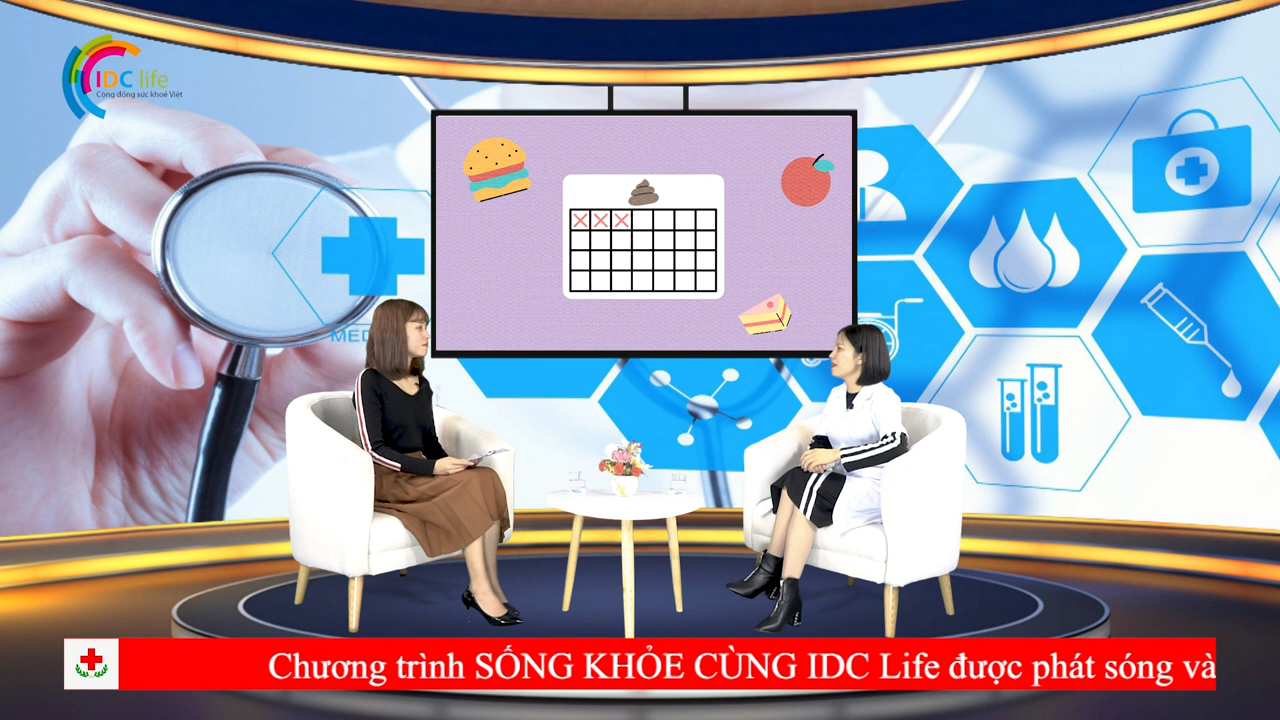 IDC life
Cộng đồng sức khoẻ Việt
MED
Chương trình SỐNG KHỎE CÙNG IDC Life được phát sóng và